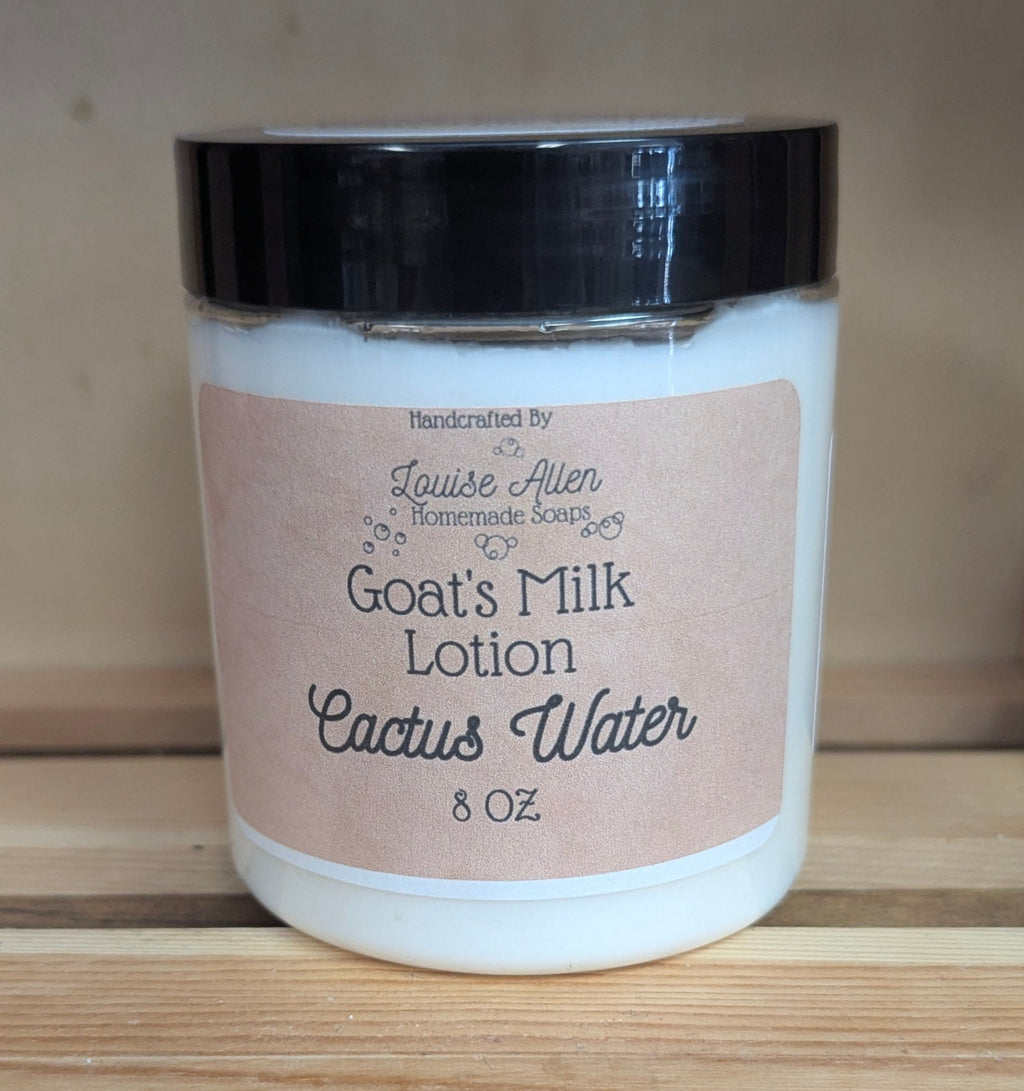 Handcrafted By
Louise Allen
Homemade Soaps
Goat's Milk
Lotion
Cactus Water
8 OZ